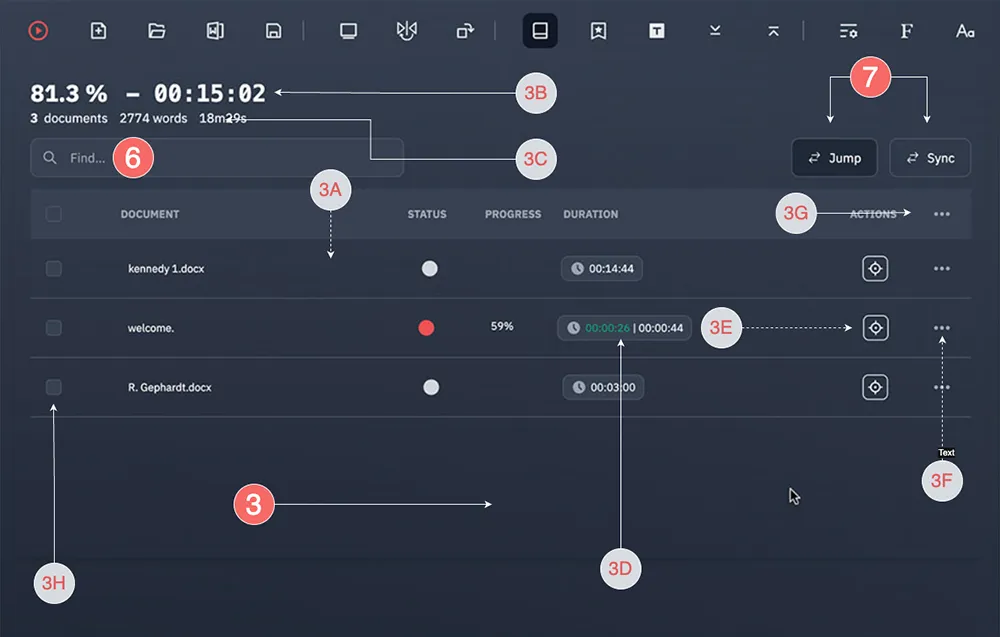 7
81.3 % – 00:15:02
3B
3 documents 2774 words 18m29s
3C
Find...
6
Jump
Sync
3A
DOCUMENT STATUS PROGRESS DURATION
3G
ACTIONS
kennedy 1.docx
00:14:44
welcome.
59%
00:00:26 | 00:00:44
3E
R. Gephardt.docx
00:03:00
Text
3F
3
3H
3D